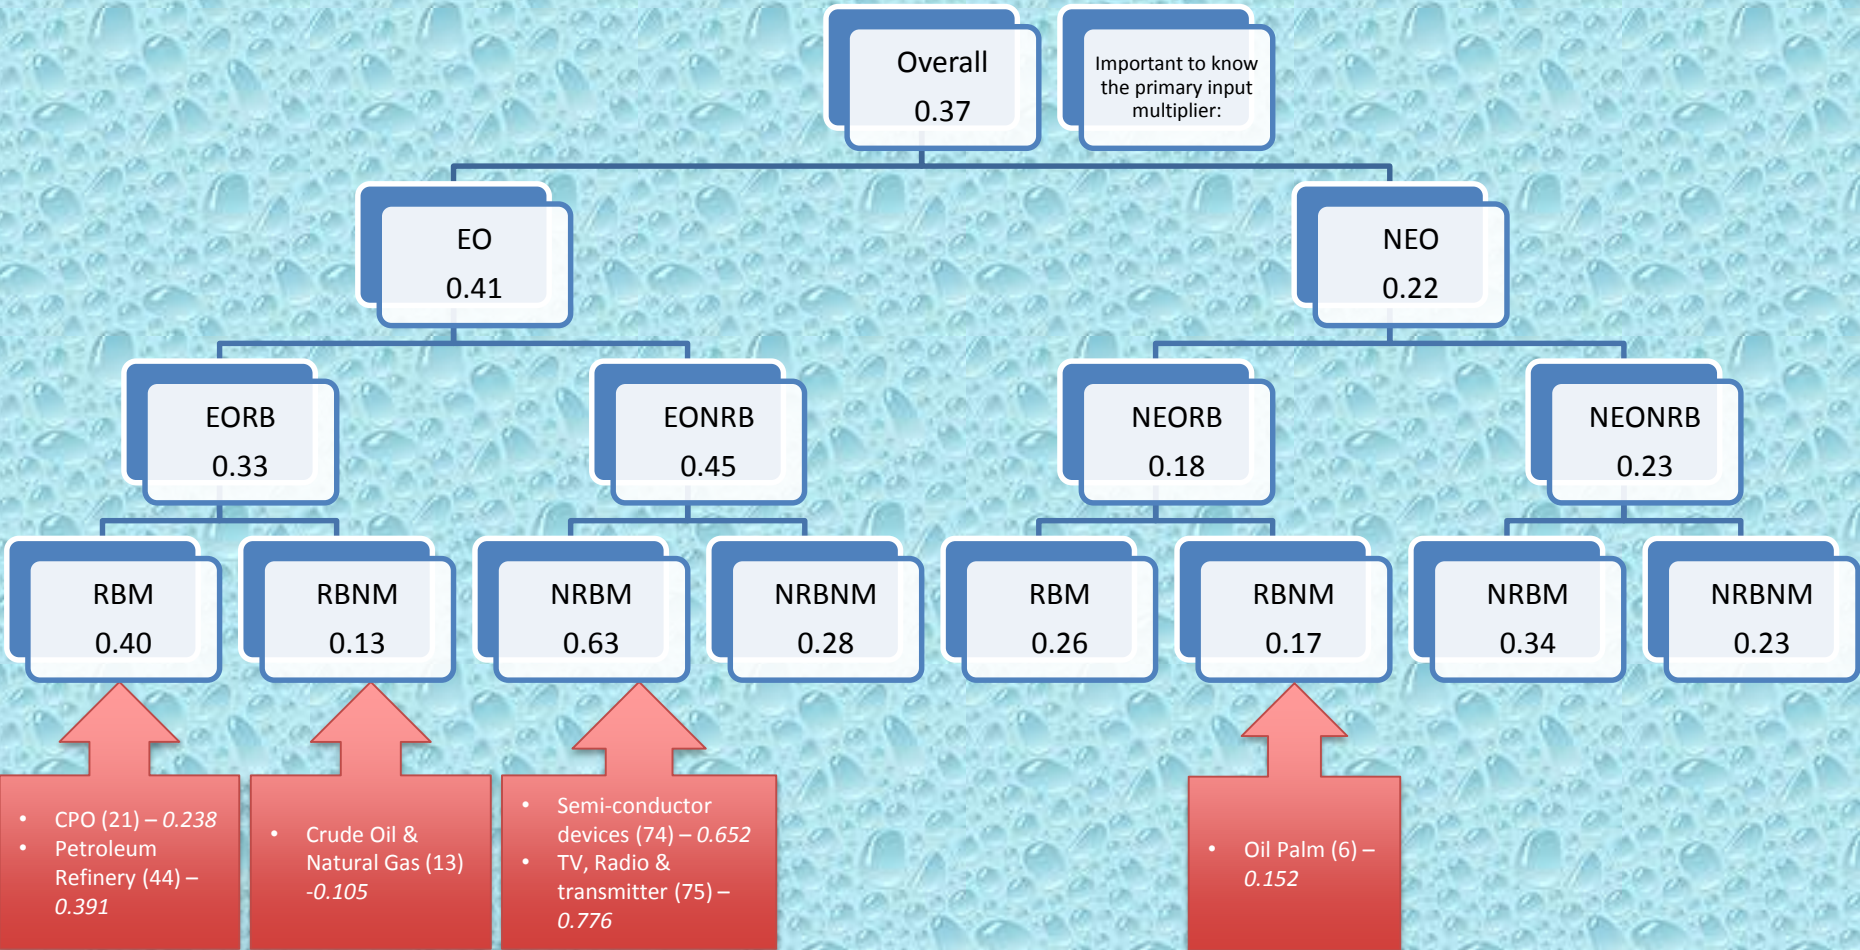 Overall
0.37
Important to know
the primary input
multiplier:
EO
0.41
NEO
0.22
EORB
0.33
EONRB
0.45
NEORB
0.18
NEONRB
0.23
RBM
0.40
RBNM
0.13
NRBM
0.63
NRBNM
0.28
RBM
0.26
RBNM
0.17
NRBM
0.34
NRBNM
0.23
• CPO (21) – 0.238
• Petroleum
Refinery (44) –
0.391
• Crude Oil &
Natural Gas (13)
-0.105
• Semi-conductor
devices (74) – 0.652
• TV, Radio &
transmitter (75) –
0.776
• Oil Palm (6) –
0.152